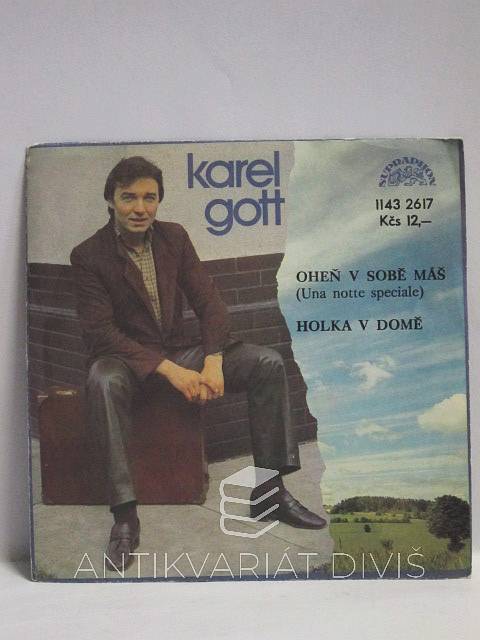 karel
gott
SUPRAPHON
1143 2617
Kčs 12,—
OHEŇ V SOBĚ MÁŠ
(Una notte speciale)
HOLKA V DOMĚ
ANTIKVARIÁT DIVIŠ